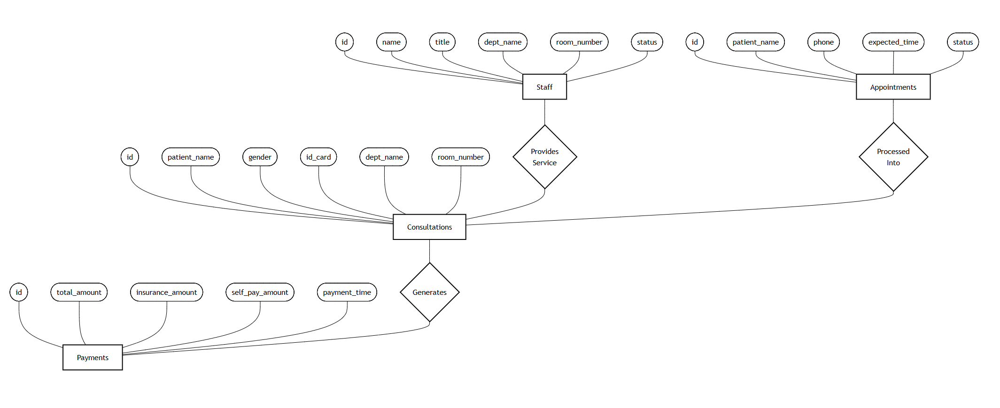 id
name
title
dept_name
room_number
status
id
patient_name
phone
expected_time
status
Staff
Appointments
id
patient_name
gender
id_card
dept_name
room_number
Provides
Service
Processed
Into
Consultations
id
total_amount
insurance_amount
self_pay_amount
payment_time
Generates
Payments